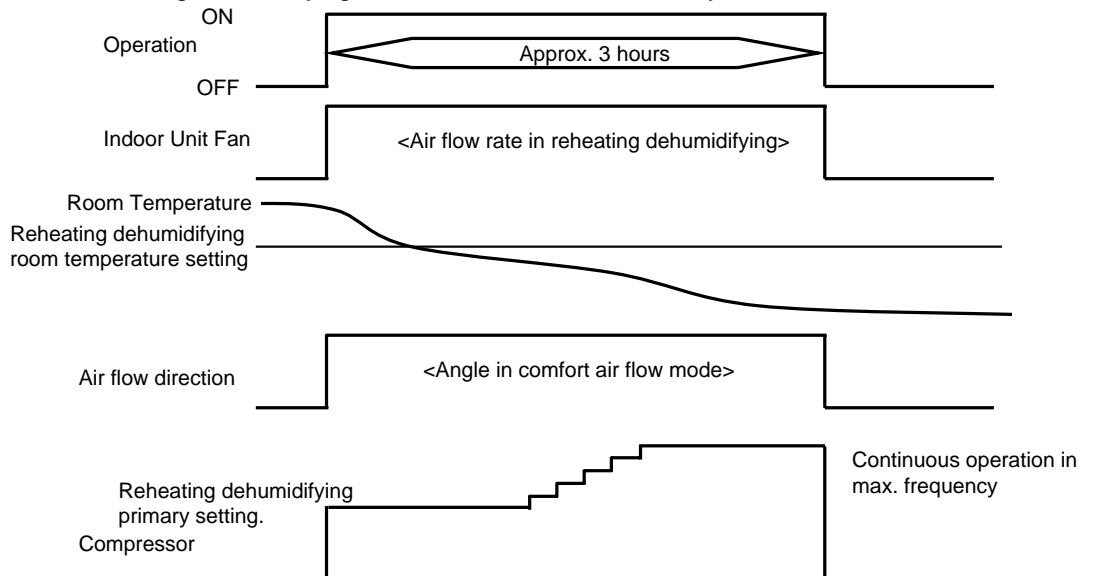 ON
Operation
Approx. 3 hours
OFF
Indoor Unit Fan
<Air flow rate in reheating dehumidifying>
Room Temperature
Reheating dehumidifying
room temperature setting
Air flow direction
<Angle in comfort air flow mode>
Continuous operation in
max. frequency
Reheating dehumidifying
primary setting.
Compressor